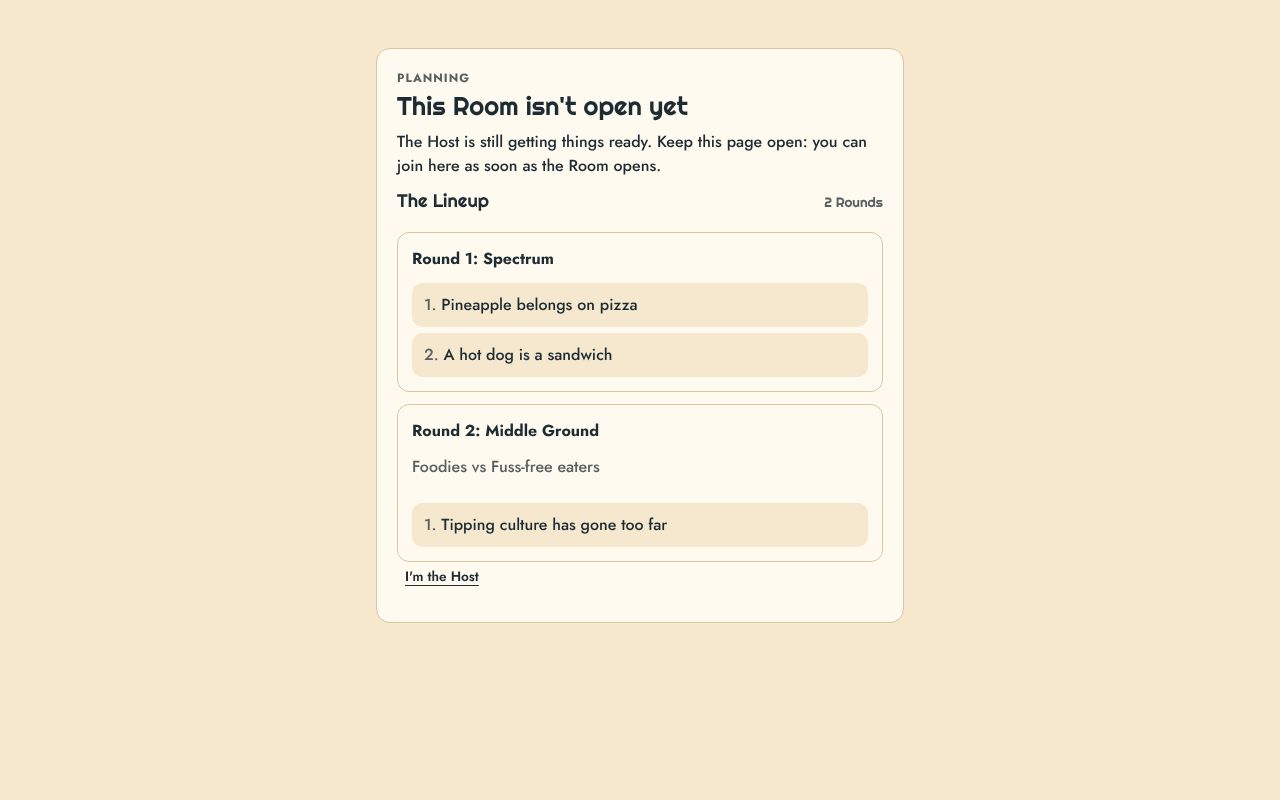 PLANNING
This Room isn't open yet
The Host is still getting things ready. Keep this page open: you can
join here as soon as the Room opens.
The Lineup
2 Rounds
Round 1: Spectrum
1. Pineapple belongs on pizza
2. A hot dog is a sandwich
Round 2: Middle Ground
Foodies vs Fuss-free eaters
1. Tipping culture has gone too far
I'm the Host